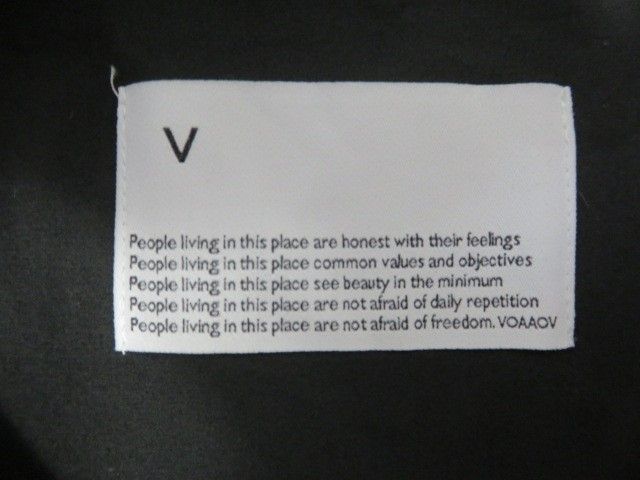 V
People living in this place are honest with their feelings
People living in this place common values and objectives
People living in this place see beauty in the minimum
People living in this place are not afraid of daily repetition
People living in this place are not afraid of freedom. VOAAOV